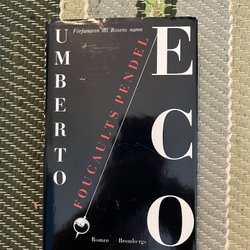 Författaren till Rosens namn
UMBERTO
ECO
FOUCAULTS PENDEL
Roman Brombergs